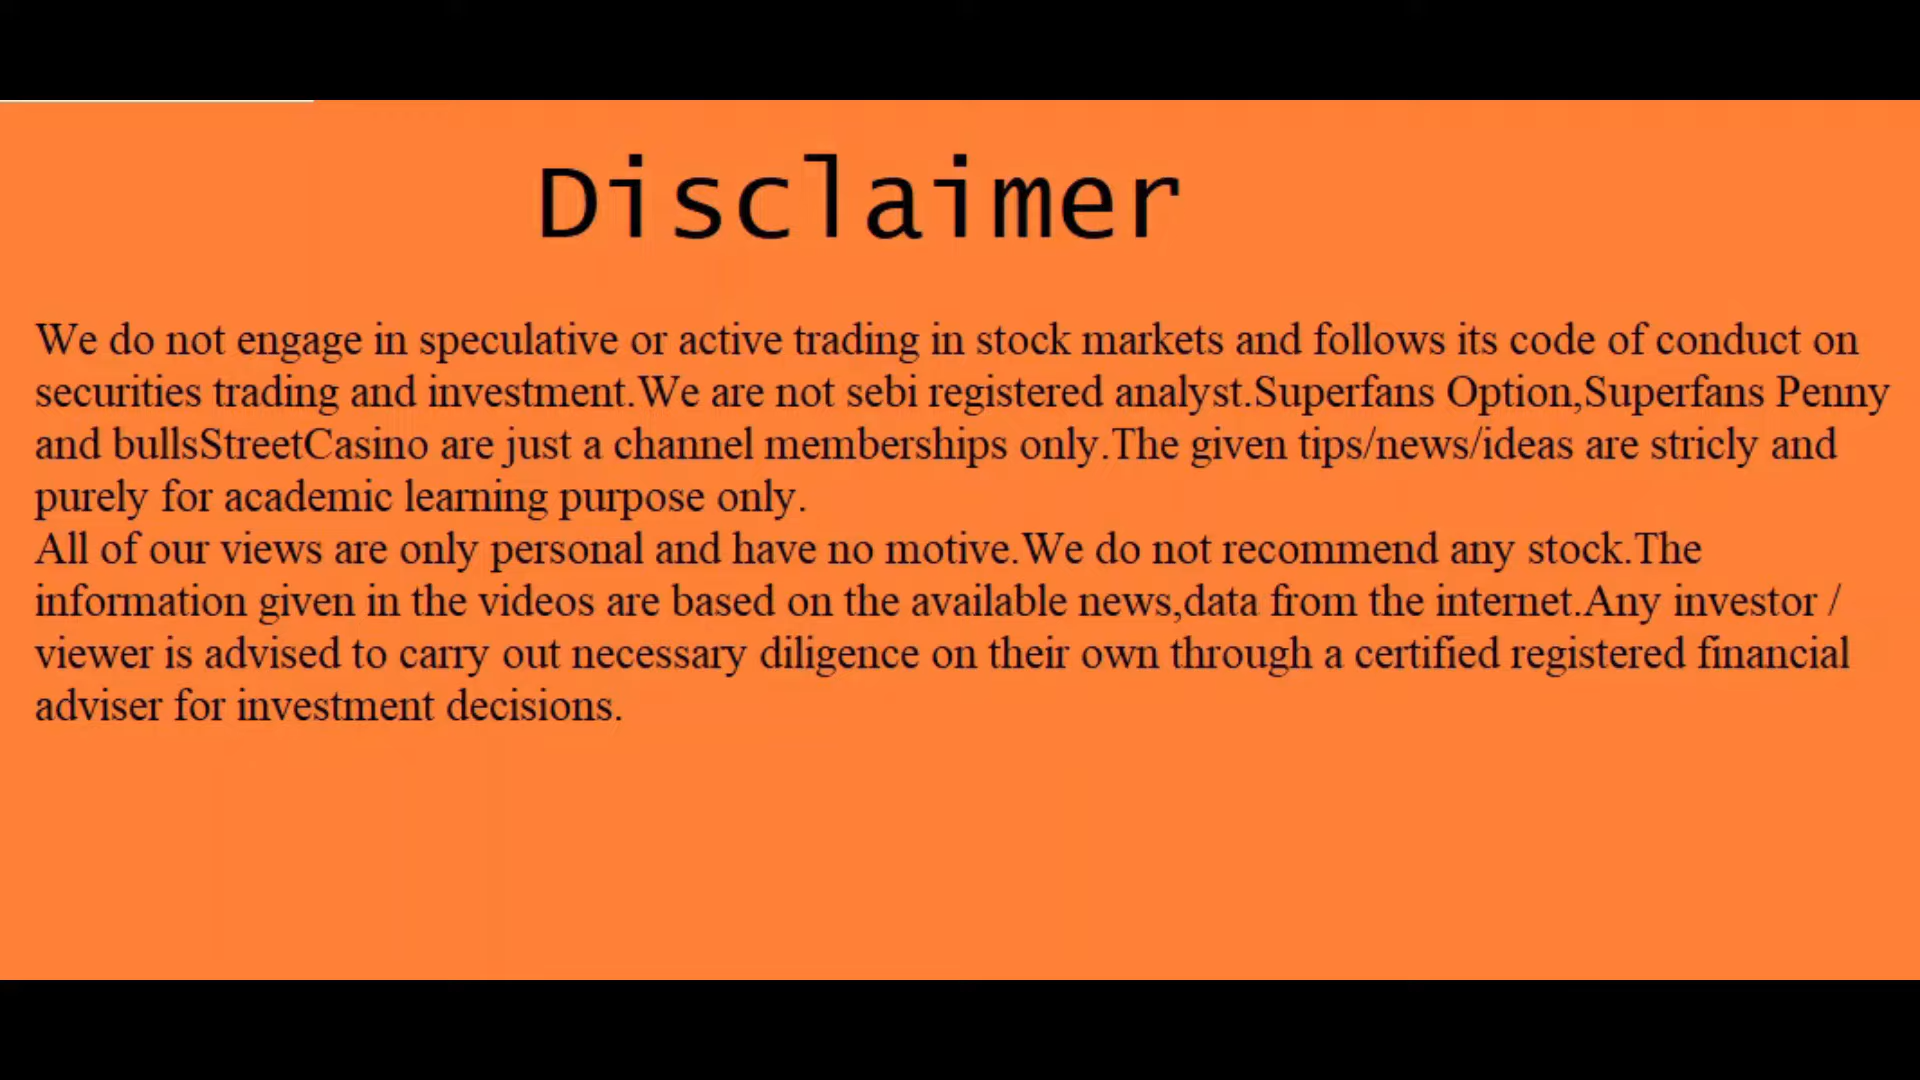 Disclaimer
We do not engage in speculative or active trading in stock markets and follows its code of conduct on
securities trading and investment.We are not sebi registered analyst.Superfans Option,Superfans Penny
and bullsStreetCasino are just a channel memberships only.The given tips/news/ideas are stricly and
purely for academic learning purpose only.
All of our views are only personal and have no motive.We do not recommend any stock.The
information given in the videos are based on the available news,data from the internet.Any investor /
viewer is advised to carry out necessary diligence on their own through a certified registered financial
adviser for investment decisions.